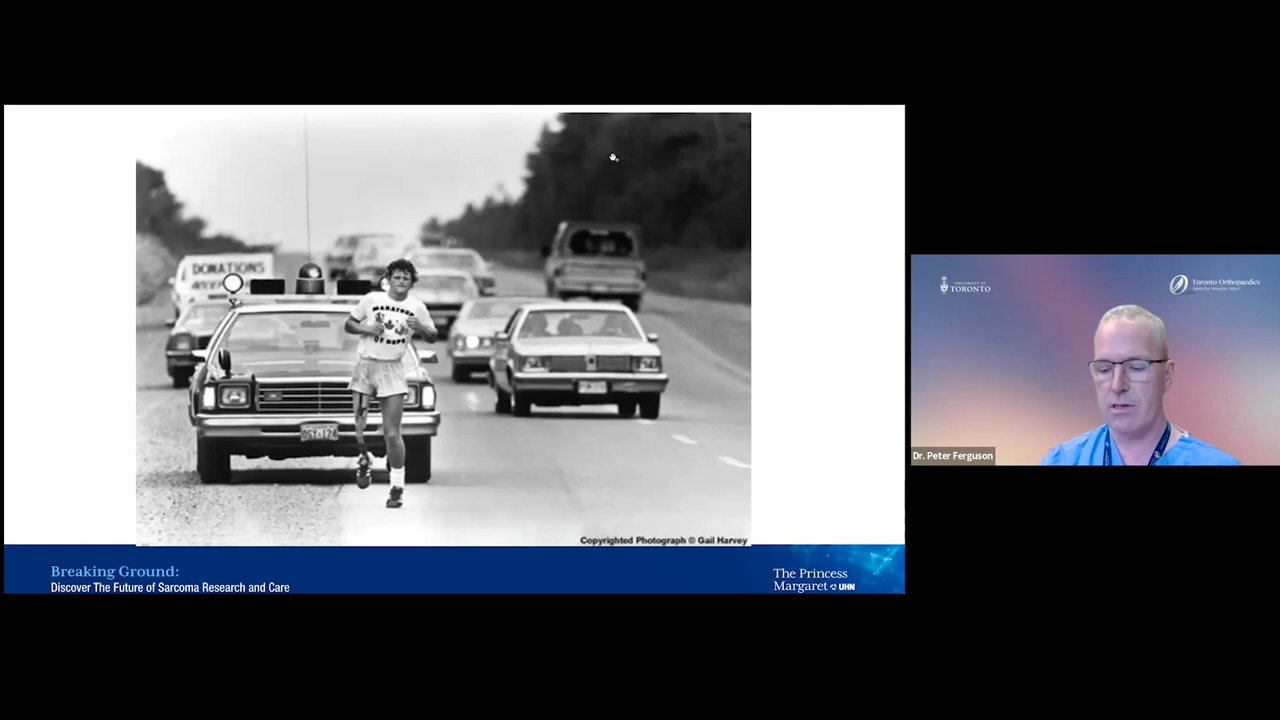 DONATIONS
MARATHON
OF HOPE
Copyrighted Photograph © Gail Harvey
Breaking Ground:
Discover The Future of Sarcoma Research and Care
The Princess
Margaret UHN
UNIVERSITY OF
TORONTO
Toronto Orthopaedics
Dr. Peter Ferguson